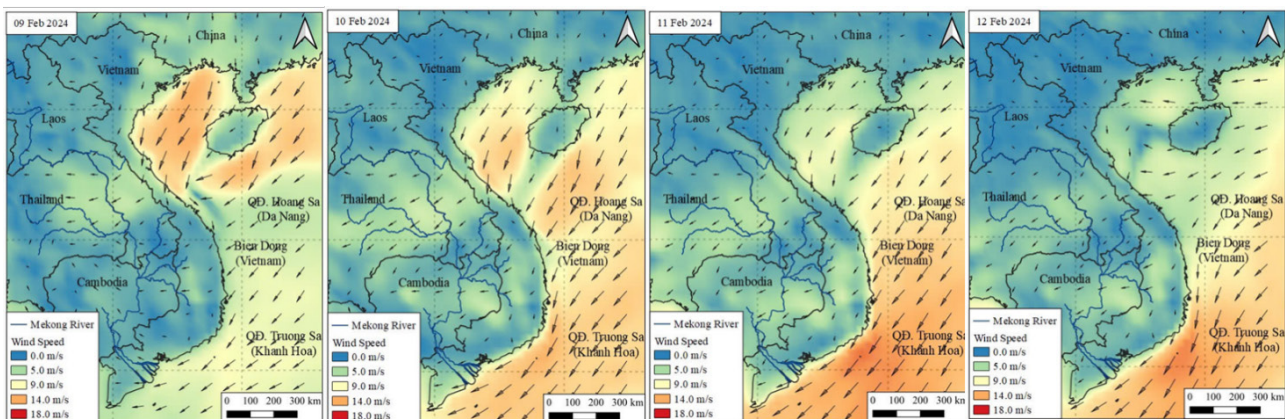 09 Feb 2024
China
Vietnam
Laos
Thailand
QĐ. Hoang Sa
(Da Nang)
Bien Dong
(Vietnam)
Cambodia
QĐ. Truong Sa
(Khanh Hoa)
Mekong River
Wind Speed
0.0 m/s
5.0 m/s
9.0 m/s
14.0 m/s
18.0 m/s
0 100 200 300 km
10 Feb 2024
China
Vietnam
Laos
Thailand
QĐ. Hoang Sa
(Da Nang)
Bien Dong
(Vietnam)
Cambodia
QĐ. Truong Sa
(Khanh Hoa)
Mekong River
Wind Speed
0.0 m/s
5.0 m/s
9.0 m/s
14.0 m/s
18.0 m/s
0 100 200 300 km
11 Feb 2024
China
Vietnam
Laos
Thailand
QĐ. Hoang Sa
(Da Nang)
Bien Dong
(Vietnam)
Cambodia
QĐ. Truong Sa
(Khanh Hoa)
Mekong River
Wind Speed
0.0 m/s
5.0 m/s
9.0 m/s
14.0 m/s
18.0 m/s
0 100 200 300 km
12 Feb 2024
China
Vietnam
Laos
Thailand
QĐ. Hoang Sa
(Da Nang)
Bien Dong
(Vietnam)
Cambodia
QĐ. Truong Sa
(Khanh Hoa)
Mekong River
Wind Speed
0.0 m/s
5.0 m/s
9.0 m/s
14.0 m/s
18.0 m/s
0 100 200 300 km